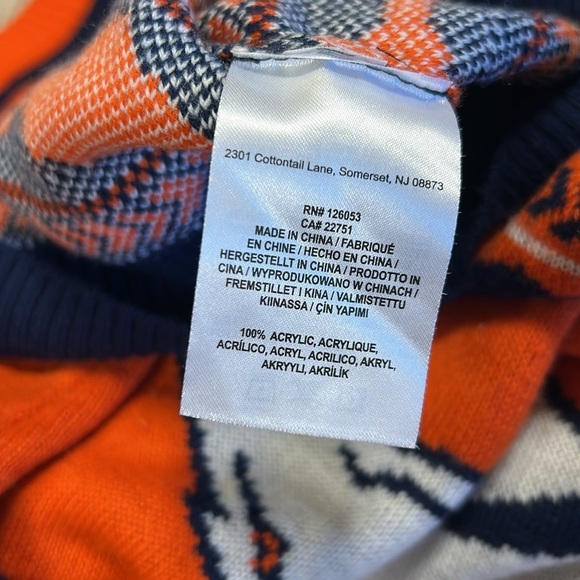 2301 Cottontail Lane, Somerset, NJ 08873
RN# 126053
CA# 22751
MADE IN CHINA / FABRIQUÉ
EN CHINE / HECHO EN CHINA /
HERGESTELLT IN CHINA / PRODOTTO IN
CINA / WYPRODUKOWANO W CHINACH /
FREMSTILLET I KINA / VALMISTETTU
KIINASSA / ÇİN YAPIMI
100% ACRYLIC, ACRYLIQUE,
ACRÍLICO, ACRYL, ACRILICO, AKRYL,
AKRYYLI, AKRİLİK